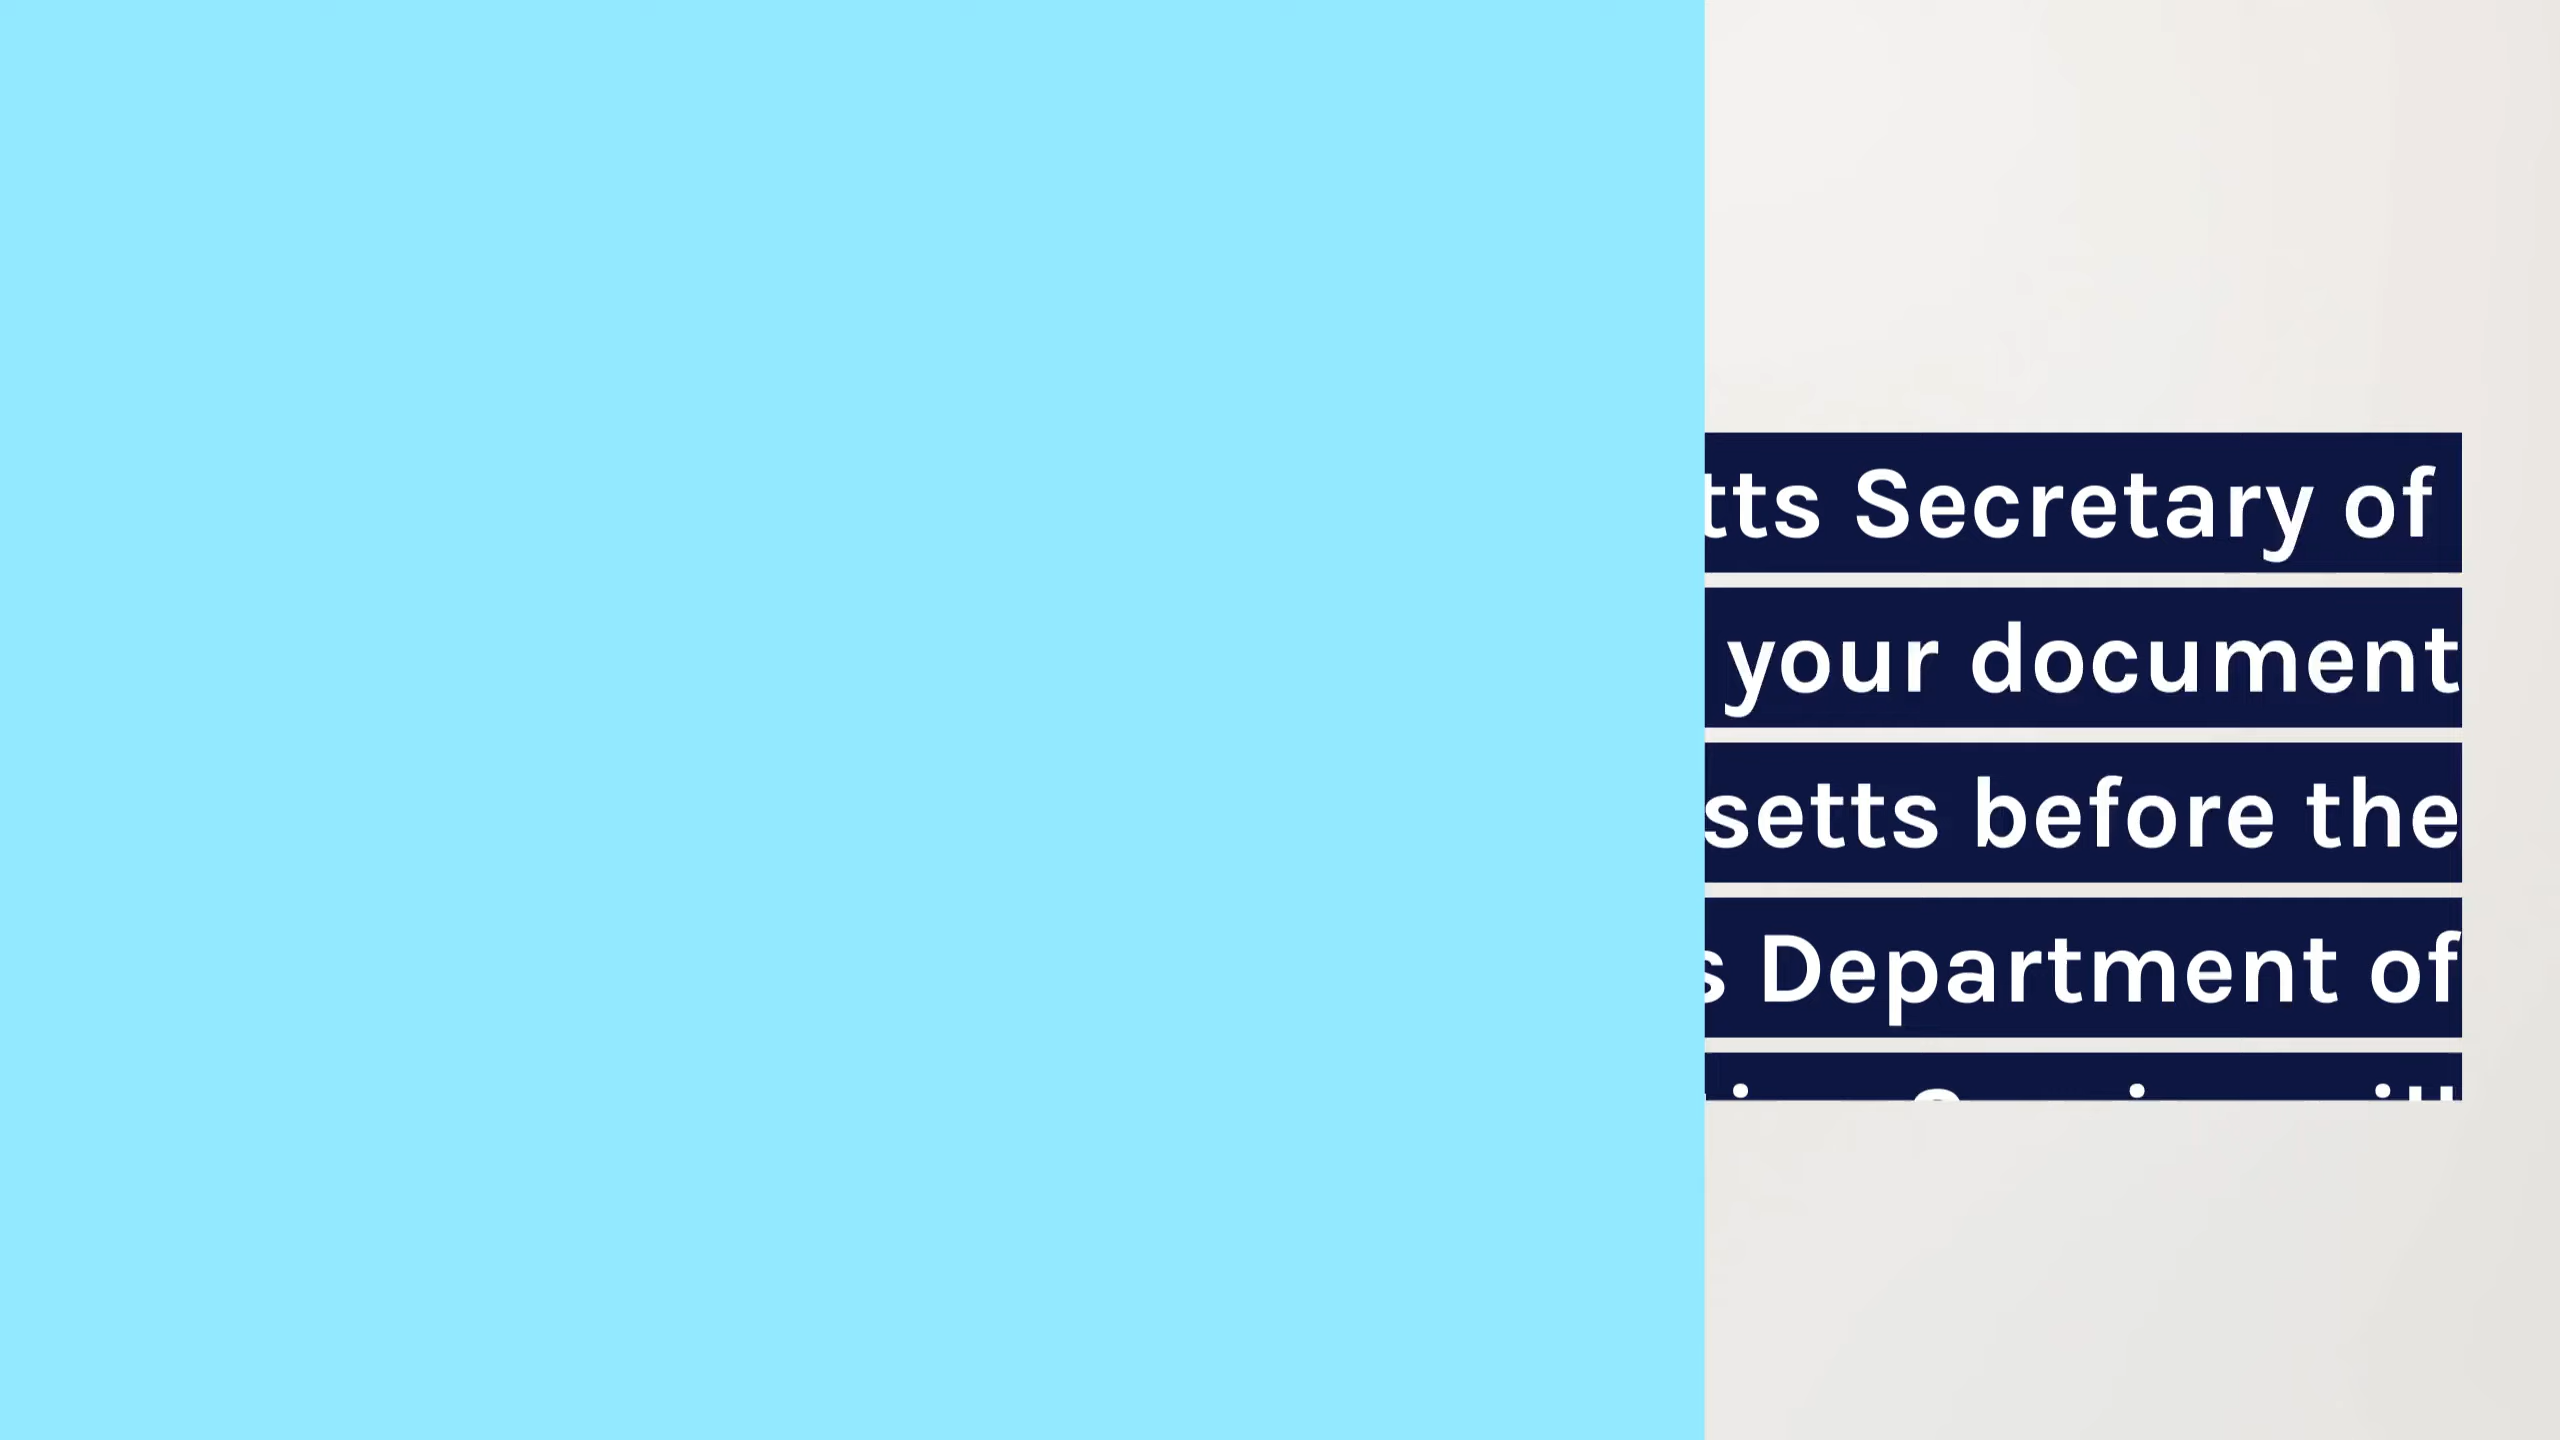 tts Secretary of
your document
setts before the
s Department of